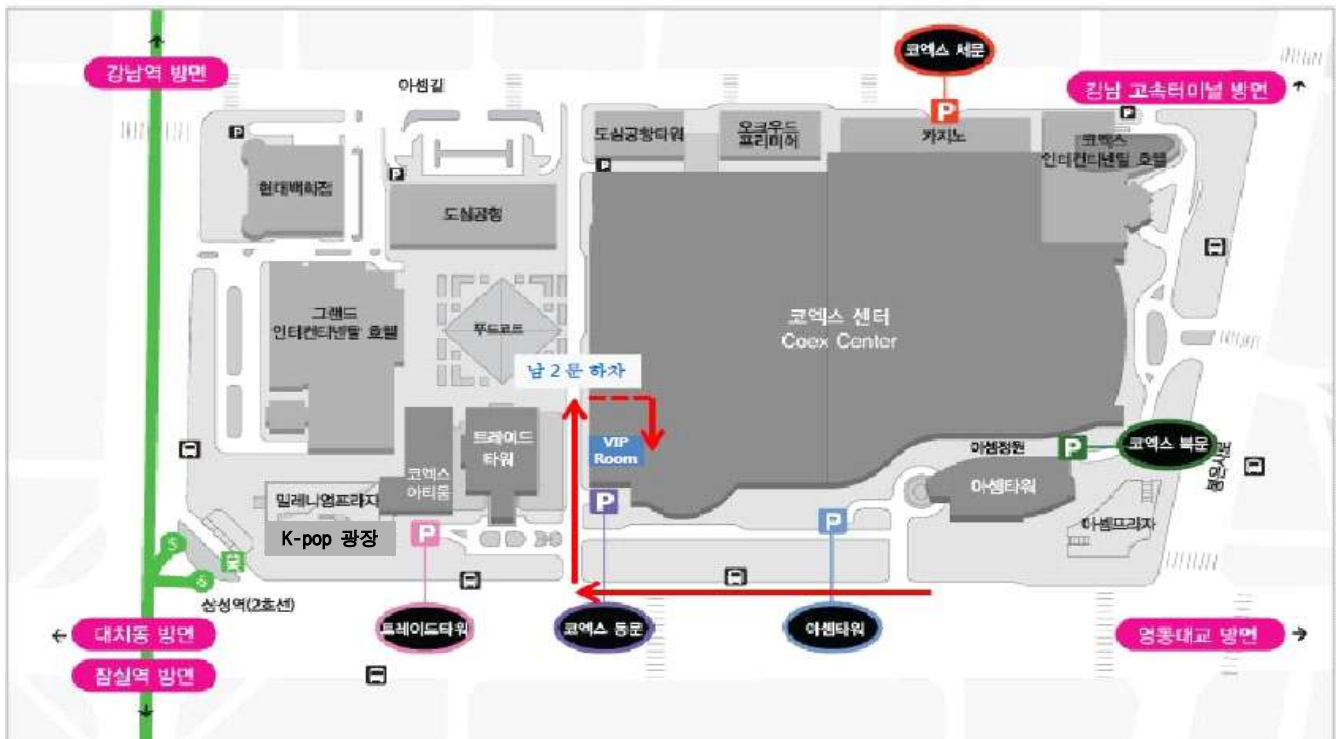 코엑스 서문
강남역 방면
강남 고속터미널 방면
아셈길
도심공항타워
오크우드
프리미어
카지노
코엑스
인터컨티넨탈 호텔
현대백화점
도심공항
그랜드
인터컨티넨탈 호텔
푸드코트
코엑스 센터
Coex Center
남 2 문 하차
VIP
Room
트레이드
타워
코엑스
아티움
아셈정원
코엑스 북문
봉은사로
아셈타워
밀레니엄프라자
아셈프라자
K-pop 광장
P
P
P
P
P
P
P
P
P
5
6
삼성역(2호선)
트레이드타워
코엑스 동문
아셈타워
대치동 방면
영동대교 방면
잠실역 방면